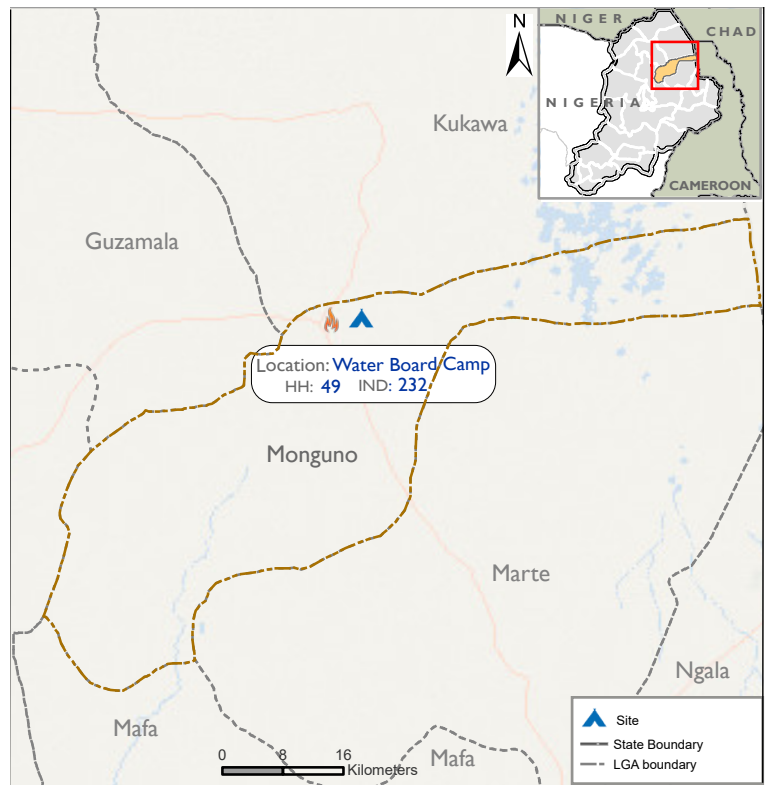 N
NIGER
CHAD
NIGERIA
CAMEROON
Kukawa
Guzamala
Location: Water Board Camp
HH: 49 IND: 232
Monguno
Marte
Ngala
Mafa
Mafa
0 8 16
Kilometers
Site
State Boundary
LGA boundary